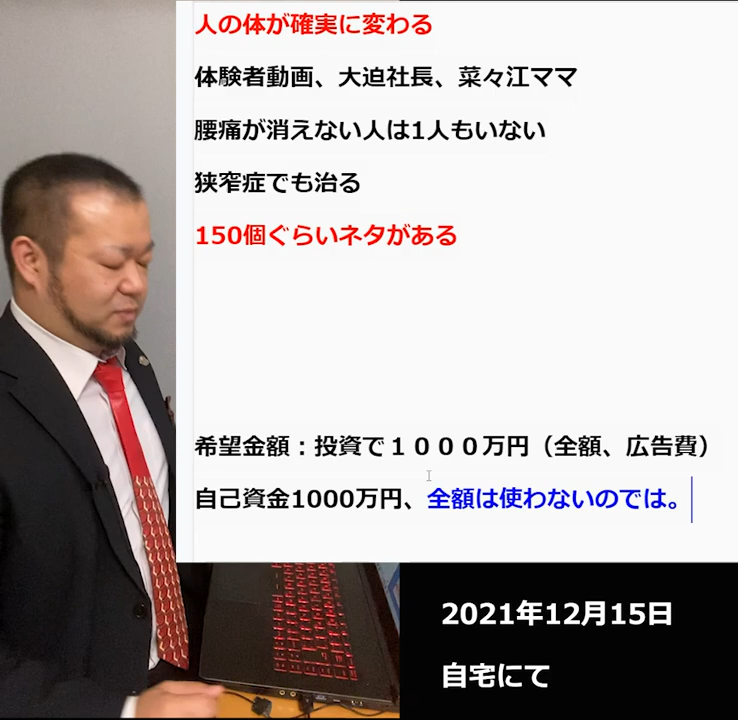 人の体が確実に変わる
体験者動画、大迫社長、菜々江ママ
腰痛が消えない人は1人もいない
狭窄症でも治る
150個ぐらいネタがある
希望金額：投資で１０００万円（全額、広告費）
自己資金1000万円、全額は使わないのでは。
2021年12月15日
自宅にて